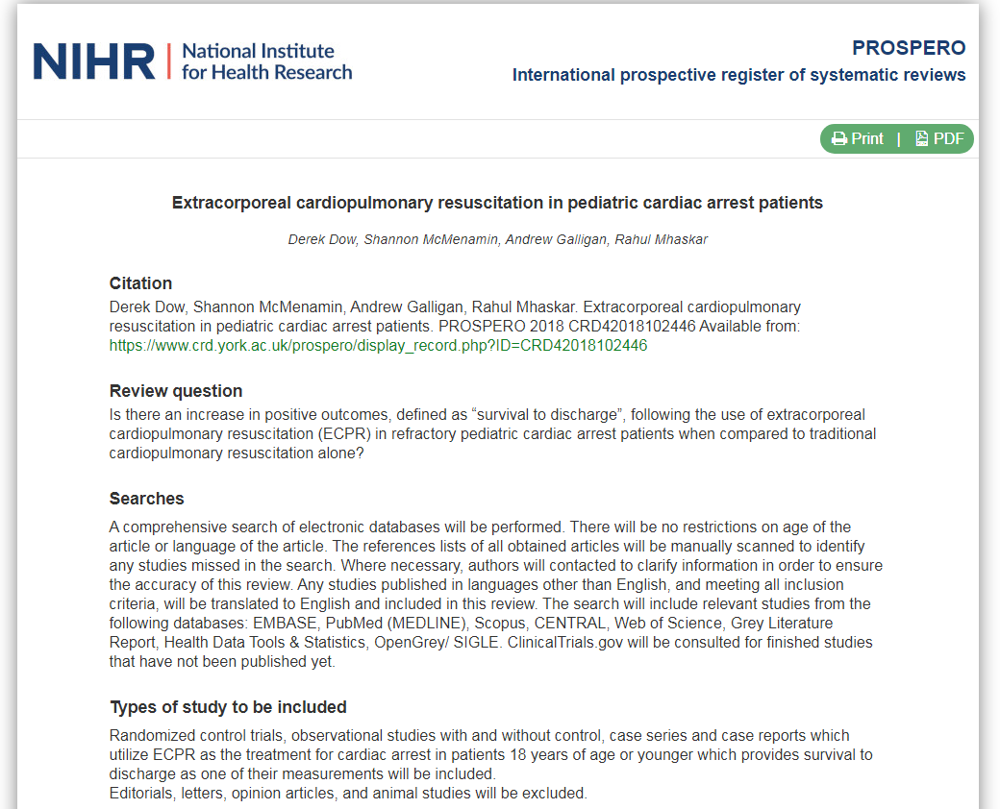 NIHR | National Institute
for Health Research
PROSPERO
International prospective register of systematic reviews
Print | PDF
Extracorporeal cardiopulmonary resuscitation in pediatric cardiac arrest patients
Derek Dow, Shannon McMenamin, Andrew Galligan, Rahul Mhaskar
Citation
Derek Dow, Shannon McMenamin, Andrew Galligan, Rahul Mhaskar. Extracorporeal cardiopulmonary
resuscitation in pediatric cardiac arrest patients. PROSPERO 2018 CRD42018102446 Available from:
https://www.crd.york.ac.uk/prospero/display_record.php?ID=CRD42018102446
Review question
Is there an increase in positive outcomes, defined as “survival to discharge”, following the use of extracorporeal
cardiopulmonary resuscitation (ECPR) in refractory pediatric cardiac arrest patients when compared to traditional
cardiopulmonary resuscitation alone?
Searches
A comprehensive search of electronic databases will be performed. There will be no restrictions on age of the
article or language of the article. The references lists of all obtained articles will be manually scanned to identify
any studies missed in the search. Where necessary, authors will contacted to clarify information in order to ensure
the accuracy of this review. Any studies published in languages other than English, and meeting all inclusion
criteria, will be translated to English and included in this review. The search will include relevant studies from the
following databases: EMBASE, PubMed (MEDLINE), Scopus, CENTRAL, Web of Science, Grey Literature
Report, Health Data Tools & Statistics, OpenGrey/ SIGLE. ClinicalTrials.gov will be consulted for finished studies
that have not been published yet.
Types of study to be included
Randomized control trials, observational studies with and without control, case series and case reports which
utilize ECPR as the treatment for cardiac arrest in patients 18 years of age or younger which provides survival to
discharge as one of their measurements will be included.
Editorials, letters, opinion articles, and animal studies will be excluded.